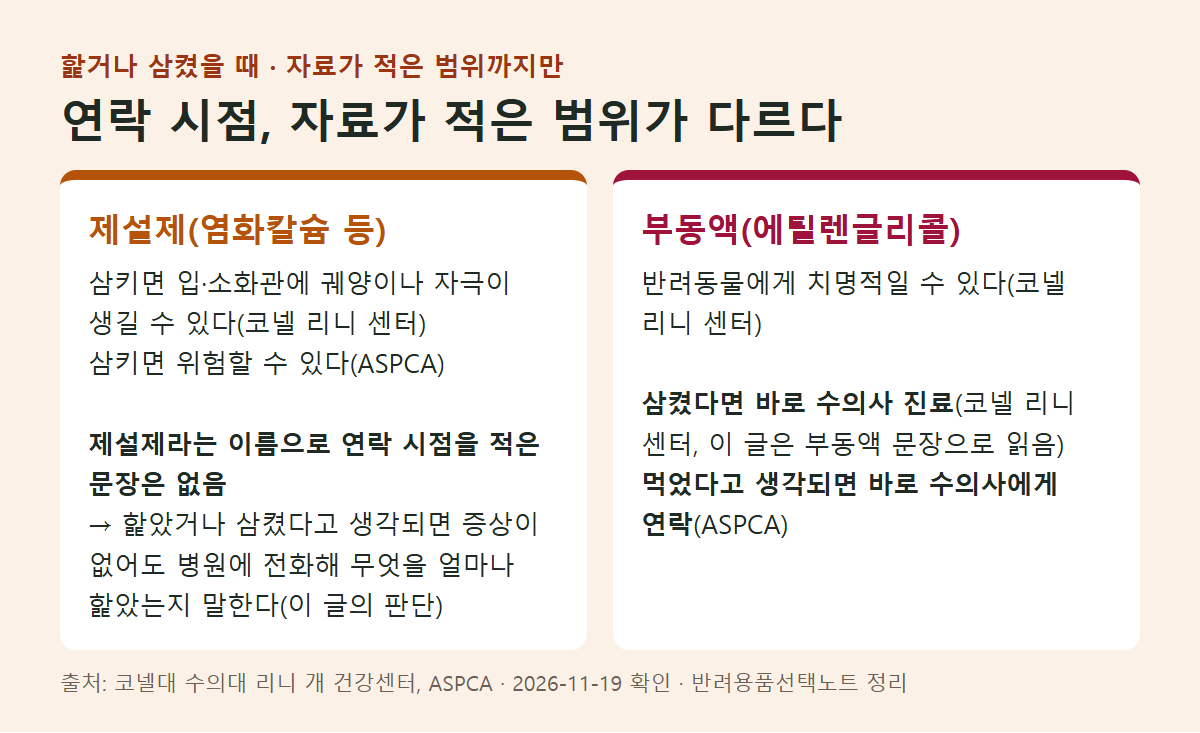 핥거나 삼켰을 때 · 자료가 적은 범위까지만
연락 시점, 자료가 적은 범위가 다르다
제설제(염화칼슘 등)
삼키면 입·소화관에 궤양이나 자극이
생길 수 있다(코넬 리니 센터)
삼키면 위험할 수 있다(ASPCA)
제설제라는 이름으로 연락 시점을 적은
문장은 없음
→ 핥았거나 삼켰다고 생각되면 증상이
없어도 병원에 전화해 무엇을 얼마나
핥았는지 말한다(이 글의 판단)
부동액(에틸렌글리콜)
반려동물에게 치명적일 수 있다(코넬
리니 센터)
삼켰다면 바로 수의사 진료(코넬 리니
센터, 이 글은 부동액 문장으로 읽음)
먹었다고 생각되면 바로 수의사에게
연락(ASPCA)
출처: 코넬대 수의대 리니 개 건강센터, ASPCA · 2026-11-19 확인 · 반려용품선택노트 정리